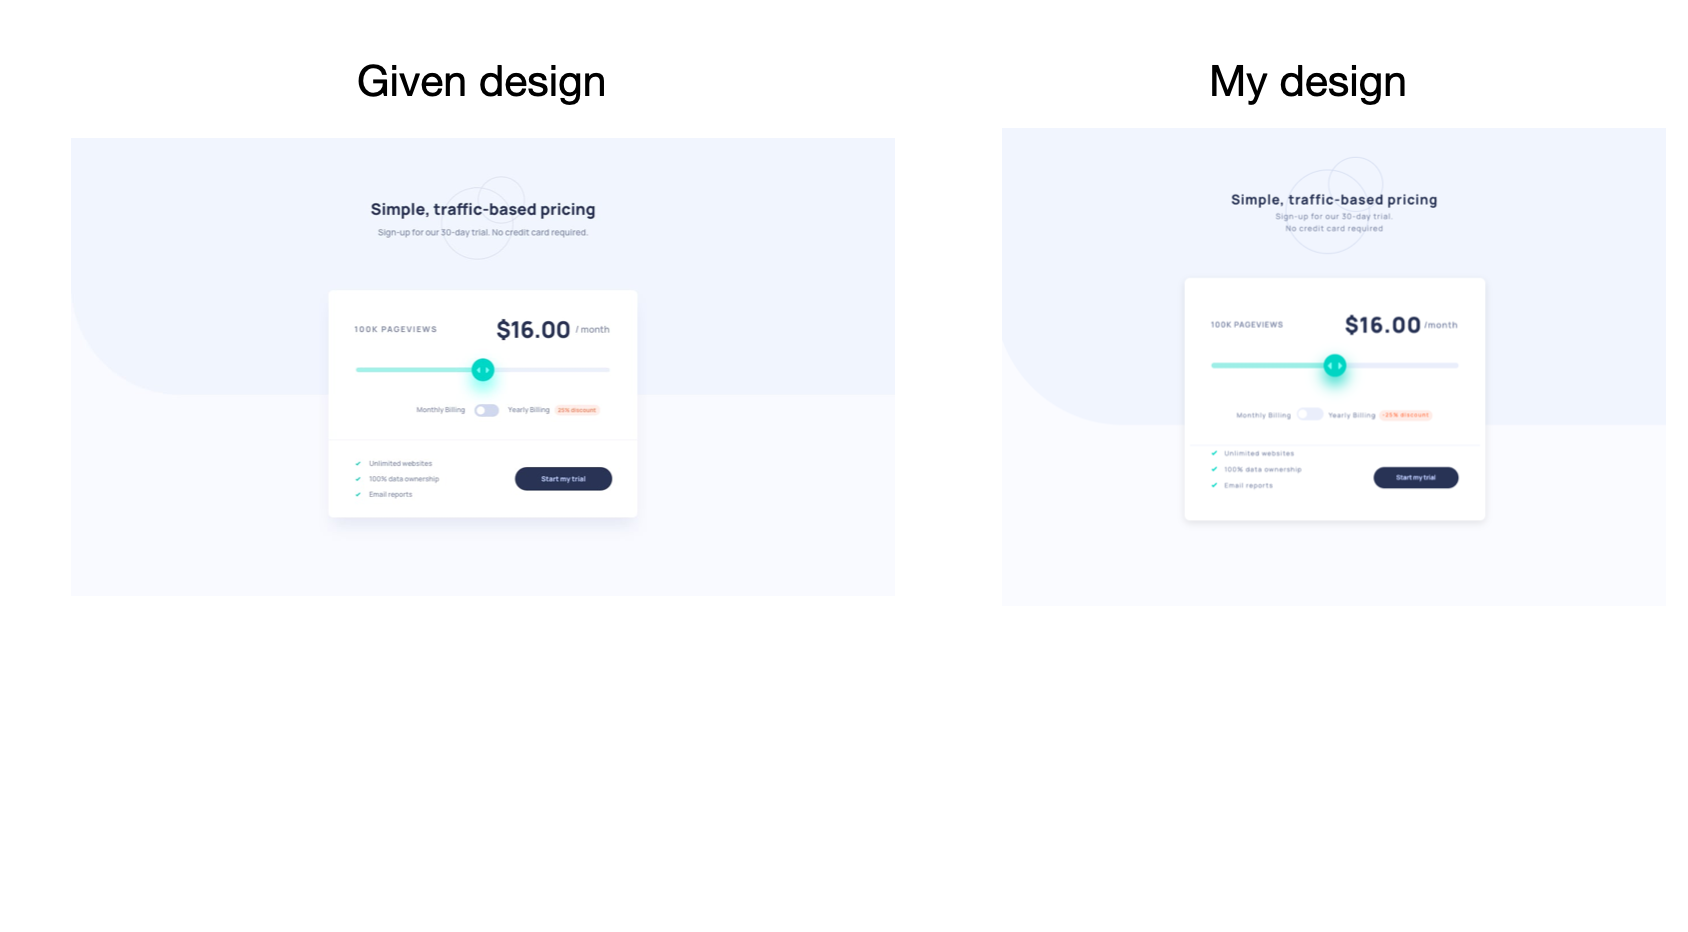 Given design
Simple, traffic-based pricing
Sign-up for our 30-day trial. No credit card required.
100K PAGEVIEWS
$16.00 / month
Monthly Billing
Yearly Billing 25% discount
Unlimited websites
100% data ownership
Email reports
Start my trial
My design
Simple, traffic-based pricing
Sign-up for our 30-day trial.
No credit card required
100K PAGEVIEWS
$16.00 /month
Monthly Billing
Yearly Billing -25% discount
Unlimited websites
100% data ownership
Email reports
Start my trial